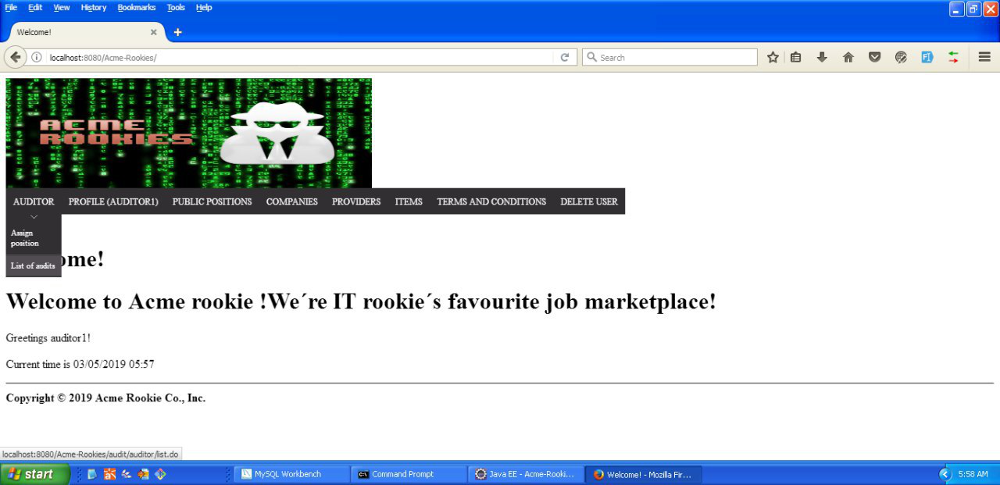 File Edit View History Bookmarks Tools Help
Welcome!
localhost:8080/Acme-Rookies/
Search
ACME
ROOKIES
AUDITOR PROFILE (AUDITOR1) PUBLIC POSITIONS COMPANIES PROVIDERS ITEMS TERMS AND CONDITIONS DELETE USER
Assign
position
List of audits
ome!
Welcome to Acme rookie !We´re IT rookie´s favourite job marketplace!
Greetings auditor1!
Current time is 03/05/2019 05:57
Copyright © 2019 Acme Rookie Co., Inc.
localhost:8080/Acme-Rookies/audit/auditor/list.do
start MySQL Workbench Command Prompt Java EE - Acme-Rooki... Welcome! - Mozilla Fir... 5:58 AM